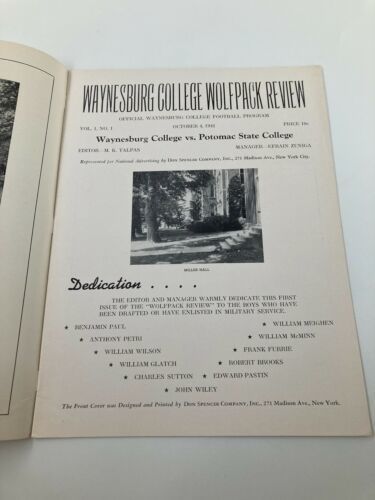 WAYNESBURG COLLEGE WOLFPACK REVIEW
OFFICIAL WAYNESBURG COLLEGE FOOTBALL PROGRAM
VOL. 1, NO. 1 OCTOBER 4, PRICE 10c
Waynesburg College vs. Potomac State College
EDITOR - M. K. TALPAS MANAGER - EFRAIN ZUNIGA
Represented for National Advertising by DON SPENCER COMPANY, INC., 271 Madison Ave., New York City.
MILLER HALL
Dedication . . . .
THE EDITOR AND MANAGER WARMLY DEDICATE THIS FIRST
ISSUE OF THE "WOLFPACK REVIEW" TO THE BOYS WHO HAVE
BEEN DRAFTED OR HAVE ENLISTED IN MILITARY SERVICE.
★ BENJAMIN PAUL ★ WILLIAM MEIGHEN
★ ANTHONY PETRI ★ WILLIAM McMINN
★ WILLIAM WILSON ★ FRANK FURRIE
★ WILLIAM GLATCH ★ ROBERT BROOKS
★ CHARLES SUTTON ★ EDWARD PASTIN
★ JOHN WILEY
The Front Cover was Designed and Printed by DON SPENCER COMPANY, INC., 271 Madison Ave., New York.